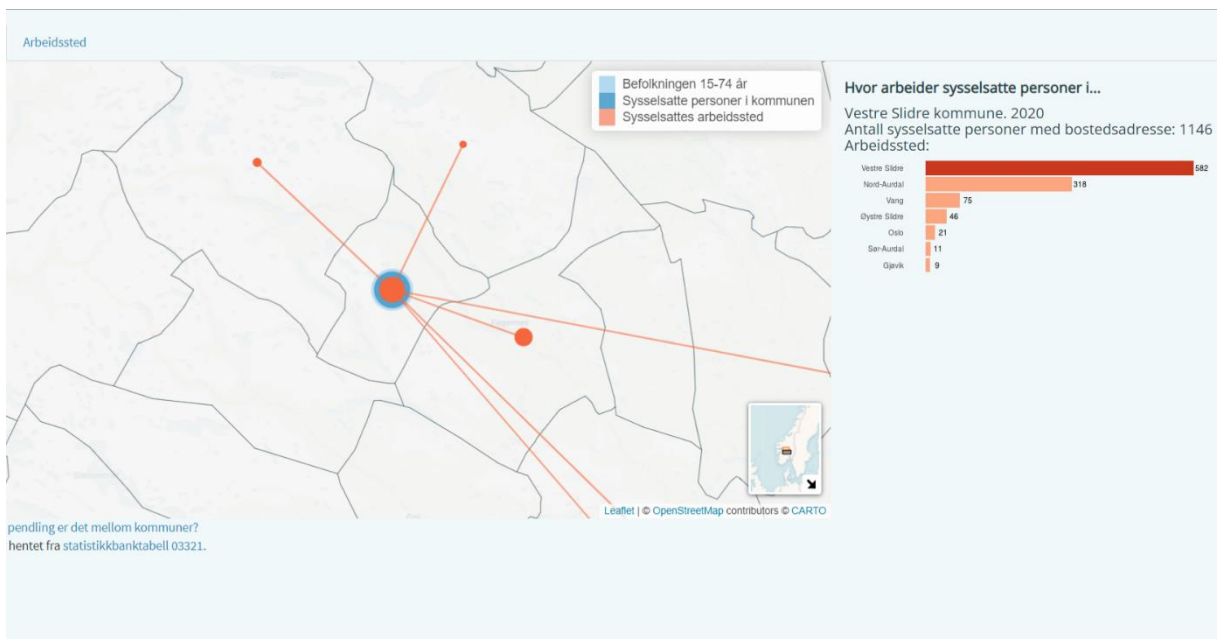 Arbeidssted
Befolkningen 15-74 år
Sysselsatte personer i kommunen
Sysselsattes arbeidssted
Fagernes
Leaflet | © OpenStreetMap contributors © CARTO
pendling er det mellom kommuner?
hentet fra statistikkbanktabell 03321.
Hvor arbeider sysselsatte personer i...
Vestre Slidre kommune. 2020
Antall sysselsatte personer med bostedsadresse: 1146
Arbeidssted:
Vestre Slidre 582
Nord-Aurdal 318
Vang 75
Øystre Slidre 46
Oslo 21
Sør-Aurdal 11
Gjøvik 9